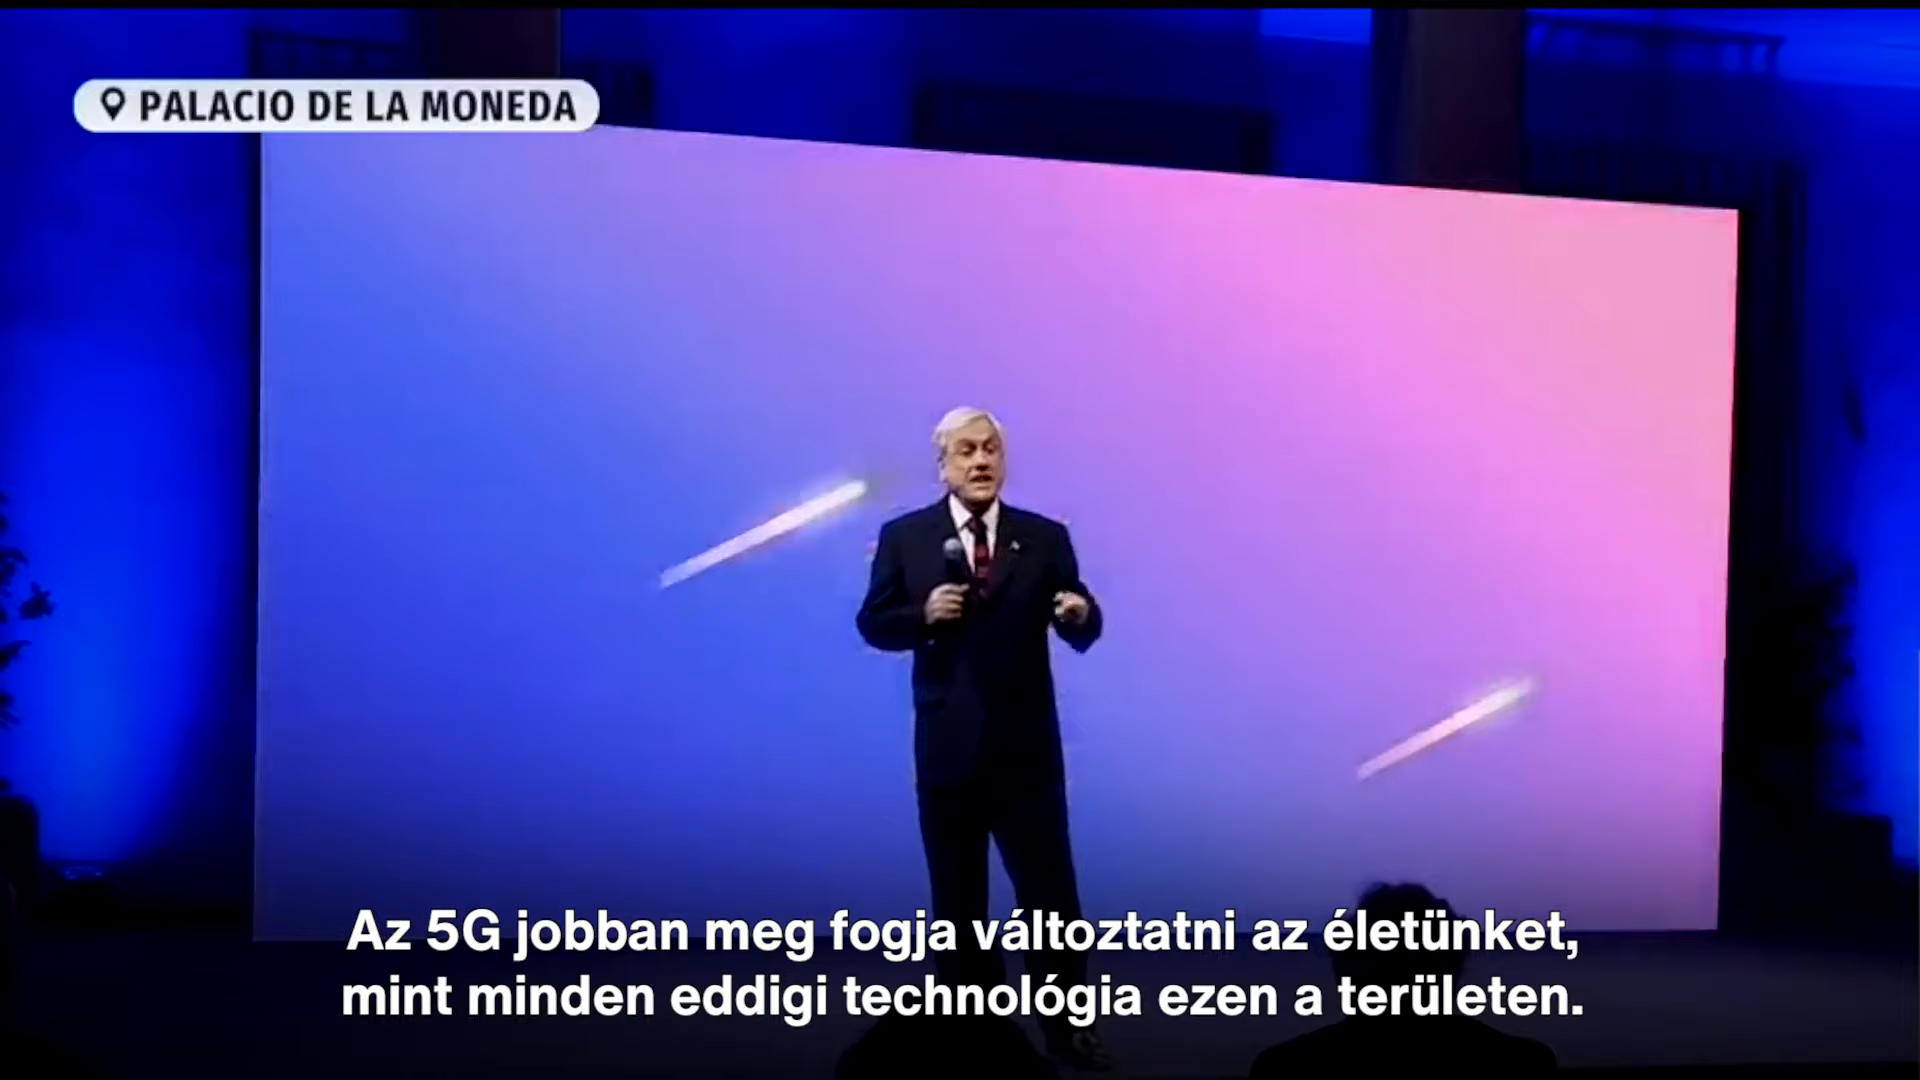 PALACIO DE LA MONEDA
Az 5G jobban meg fogja változtatni az életünket,
mint minden eddigi technológia ezen a területen.